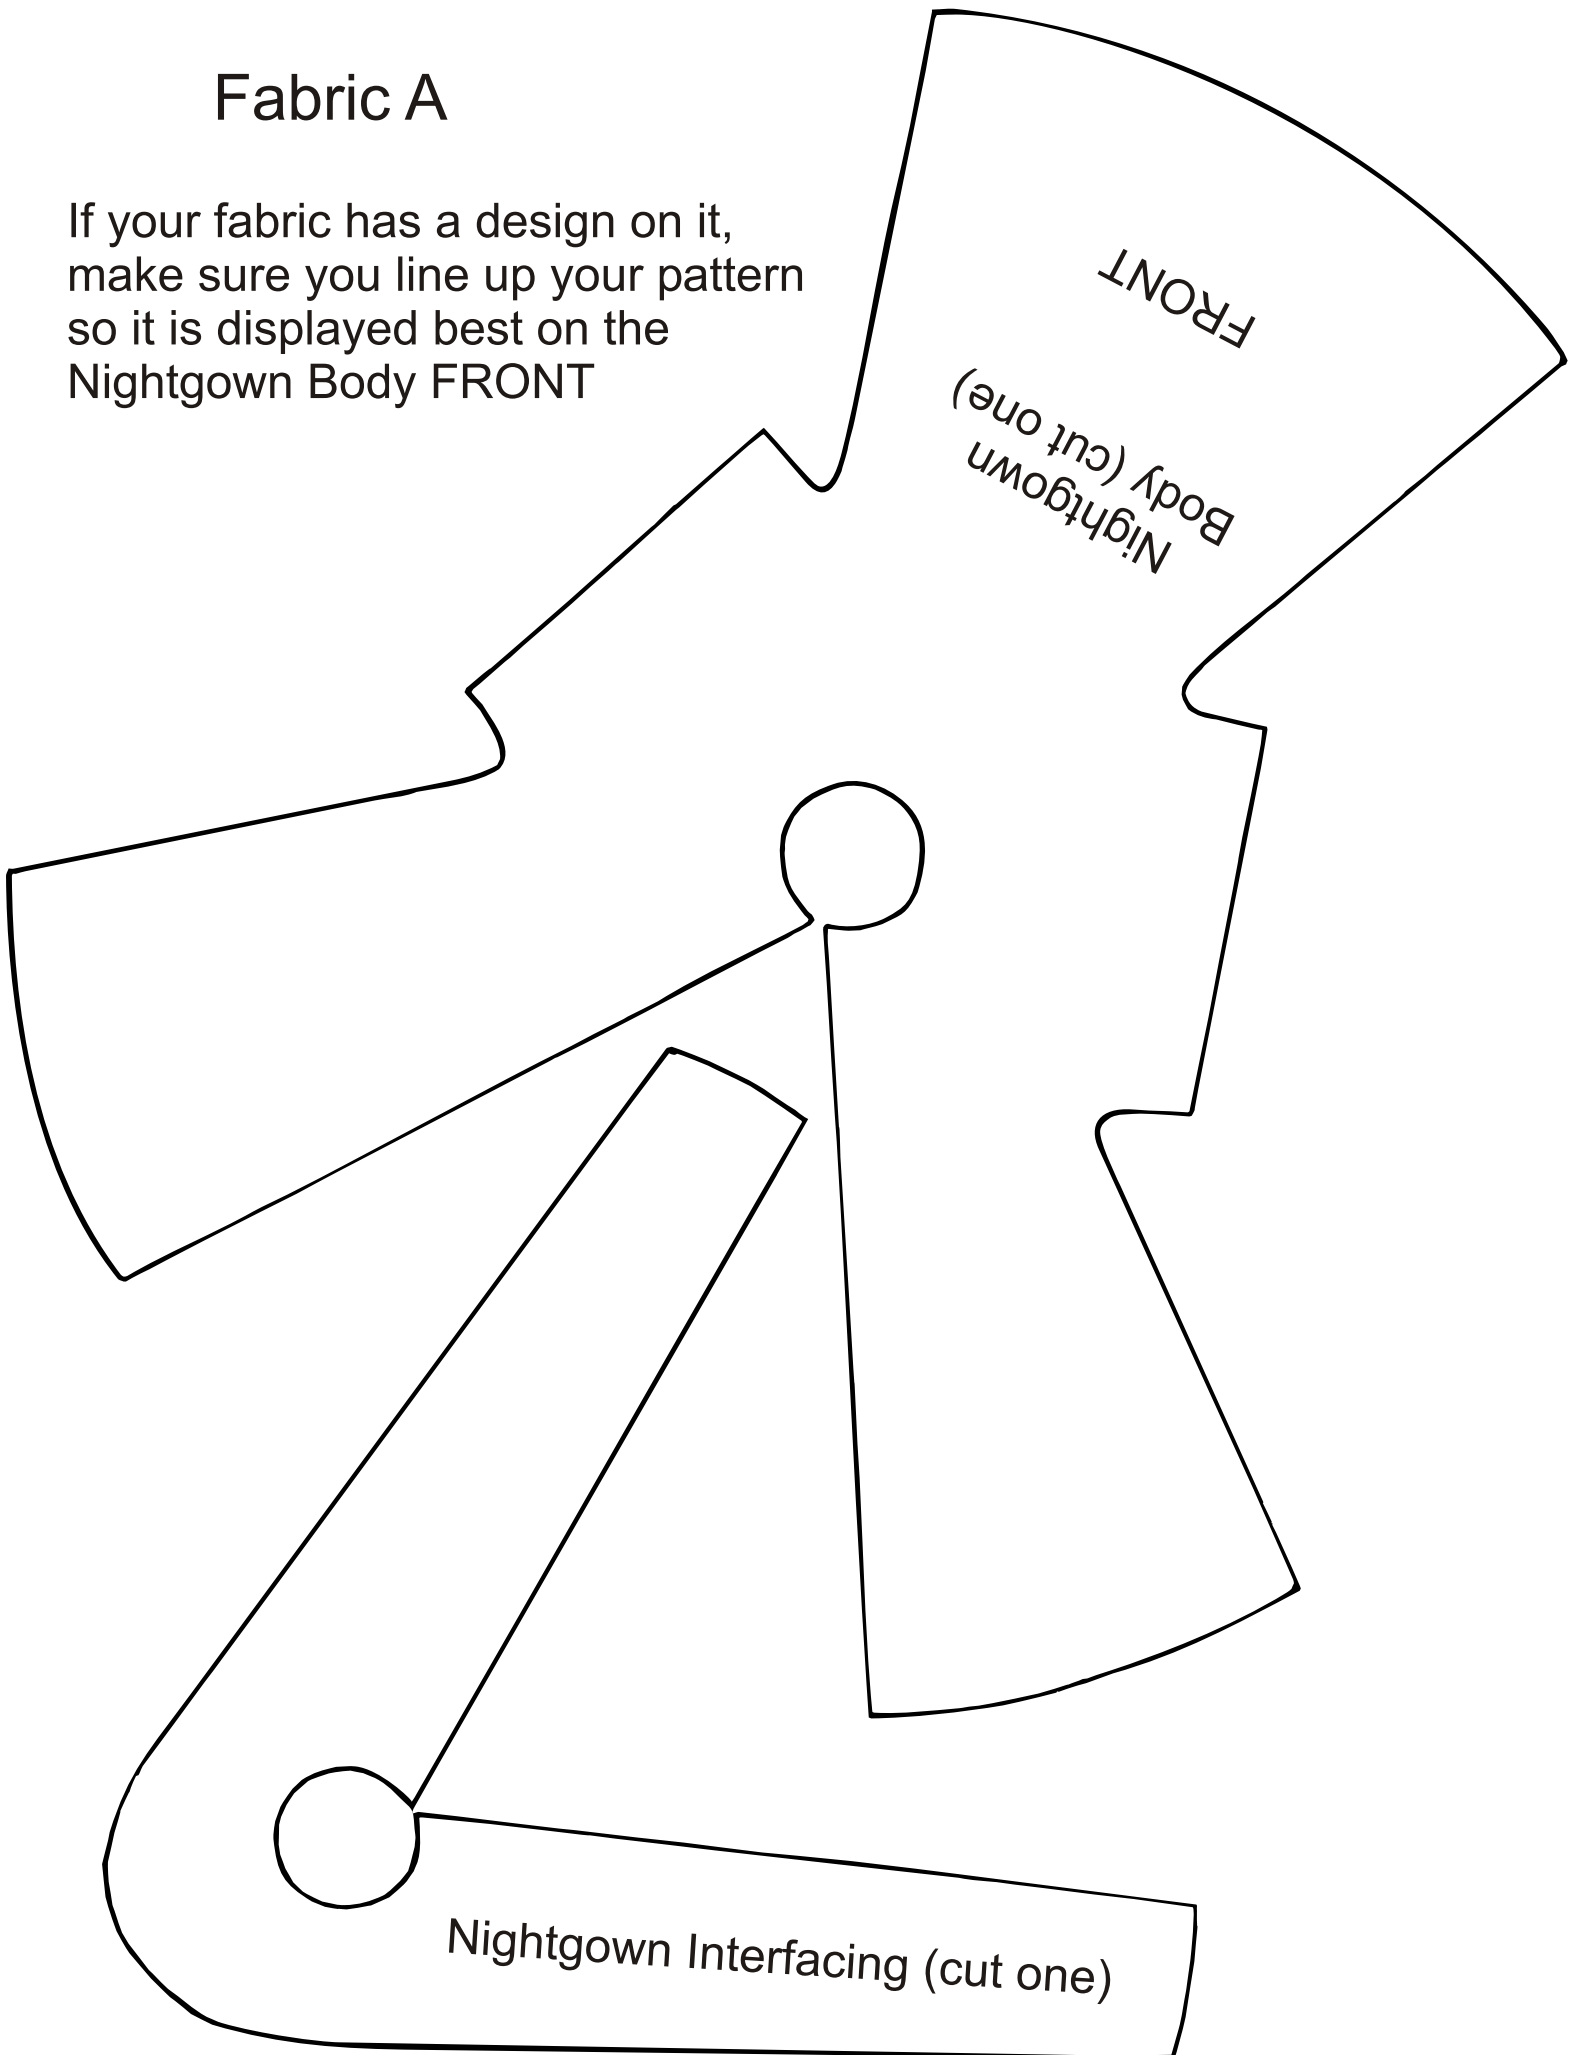 Fabric A
If your fabric has a design on it,
make sure you line up your pattern
so it is displayed best on the
Nightgown Body FRONT
FRONT
Nightgown
Body (cut one)
Nightgown Interfacing (cut one)